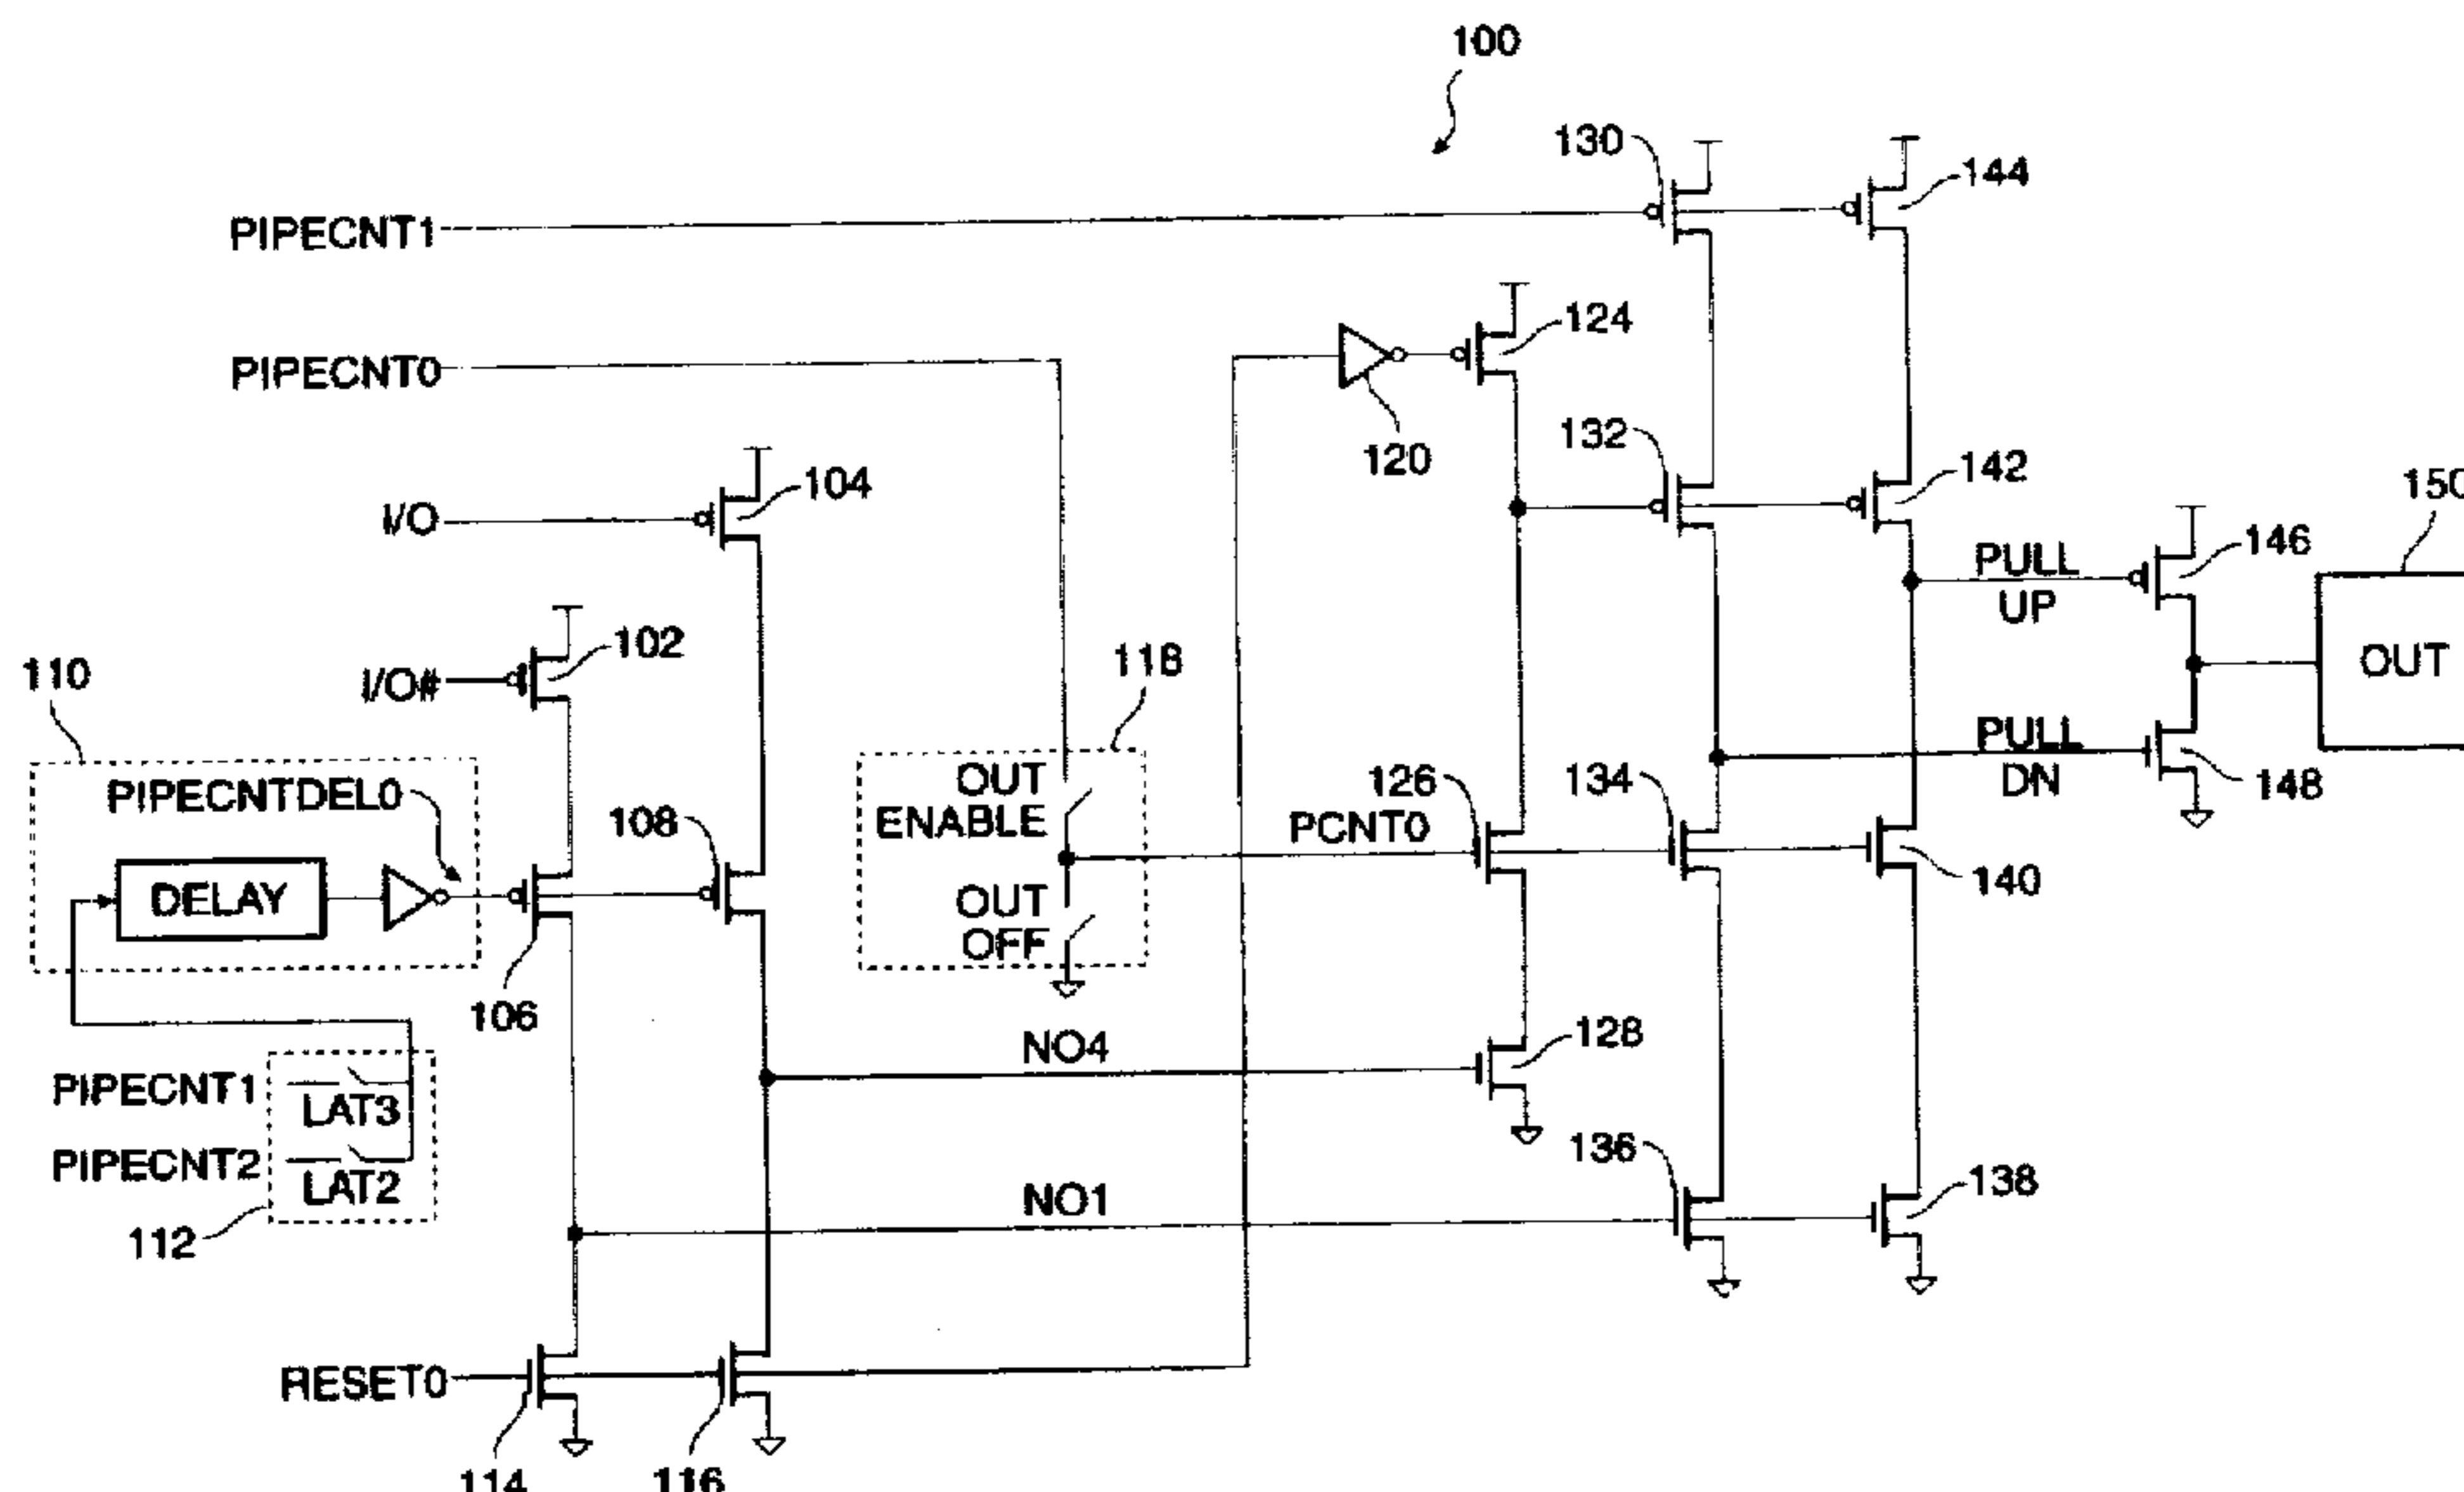 100
130
144
PIPECNT1
124
PIPECNT0
120
132
142
104
I/O
150
146
PULL
UP
102
I/O#
118
110
OUT
ENABLE
PIPECNTDEL0
108
126
134
PULL
DN
148
OUT
PCNT0
140
DELAY
OUT
OFF
106
NO4
128
PIPECNT1
LAT3
PIPECNT2
LAT2
112
136
138
NO1
RESET0
114
116